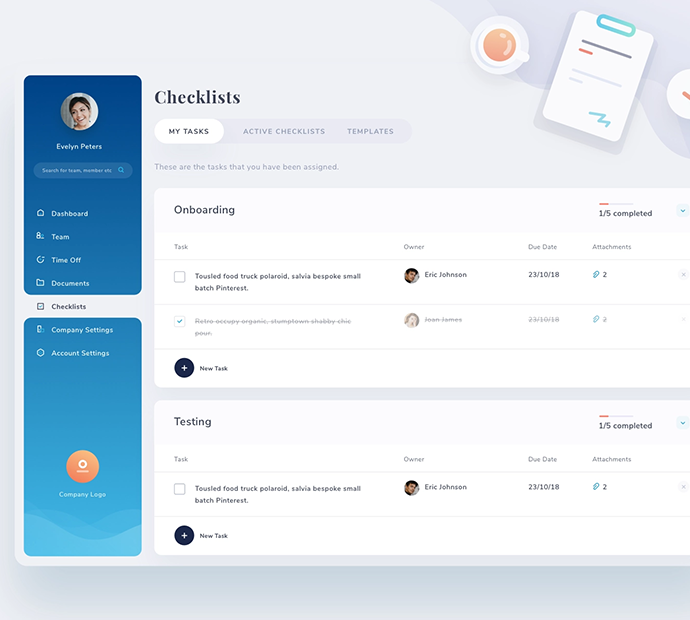 Evelyn Peters
Search for team, member etc
Dashboard
Team
Time Off
Documents
Checklists
Company Settings
Account Settings
Company Logo
Checklists
MY TASKS ACTIVE CHECKLISTS TEMPLATES
These are the tasks that you have been assigned.
Onboarding
1/5 completed
Task Owner Due Date Attachments
Tousled food truck polaroid, salvia bespoke small Eric Johnson 23/10/18 2
batch Pinterest.
Retro occupy organic, stumptown shabby chic Joan James 23/10/18 2
pour.
New Task
Testing
1/5 completed
Task Owner Due Date Attachments
Tousled food truck polaroid, salvia bespoke small Eric Johnson 23/10/18 2
batch Pinterest.
New Task